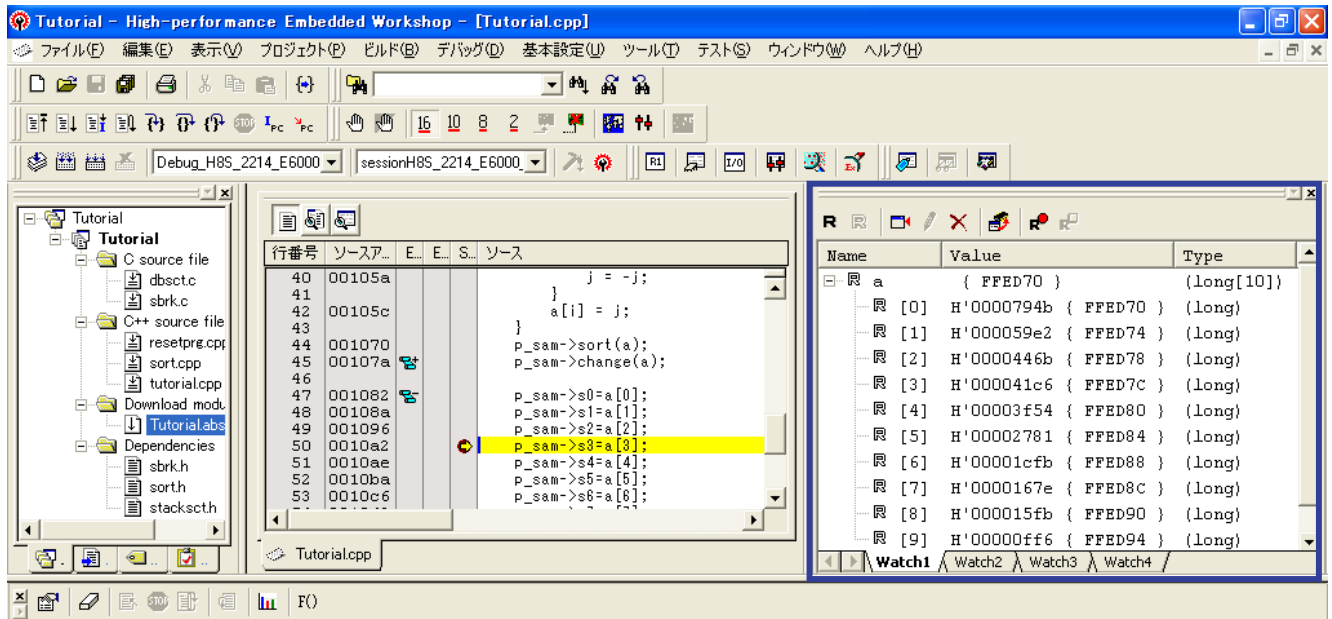 Tutorial - High-performance Embedded Workshop - [Tutorial.cpp]
ファイル(F) 編集(E) 表示(V) プロジェクト(P) ビルド(B) デバッグ(D) 基本設定(U) ツール(T) テスト(S) ウィンドウ(W) ヘルプ(H)
16 10 8 2
Debug_H8S_2214_E6000 sessionH8S_2214_E6000_
Tutorial
Tutorial
C source file
dbsct.c
sbrk.c
C++ source file
resetprg.cpp
sort.cpp
tutorial.cpp
Download modu
Tutorial.abs
Dependencies
sbrk.h
sort.h
stacksct.h
行番号 ソースア... E... E... S... ソース
40 00105a j = -j;
41 }
42 00105c a[i] = j;
43 }
44 001070 p_sam->sort(a);
45 00107a p_sam->change(a);
46
47 001082 p_sam->s0=a[0];
48 00108a p_sam->s1=a[1];
49 001096 p_sam->s2=a[2];
50 0010a2 p_sam->s3=a[3];
51 0010ae p_sam->s4=a[4];
52 0010ba p_sam->s5=a[5];
53 0010c6 p_sam->s6=a[6];
Tutorial.cpp
Name Value Type
R a { FFED70 } (long[10])
R [0] H'0000794b { FFED70 } (long)
R [1] H'000059e2 { FFED74 } (long)
R [2] H'0000446b { FFED78 } (long)
R [3] H'000041c6 { FFED7C } (long)
R [4] H'00003f54 { FFED80 } (long)
R [5] H'00002781 { FFED84 } (long)
R [6] H'00001cfb { FFED88 } (long)
R [7] H'0000167e { FFED8C } (long)
R [8] H'000015fb { FFED90 } (long)
R [9] H'00000ff6 { FFED94 } (long)
Watch1 Watch2 Watch3 Watch4
F()